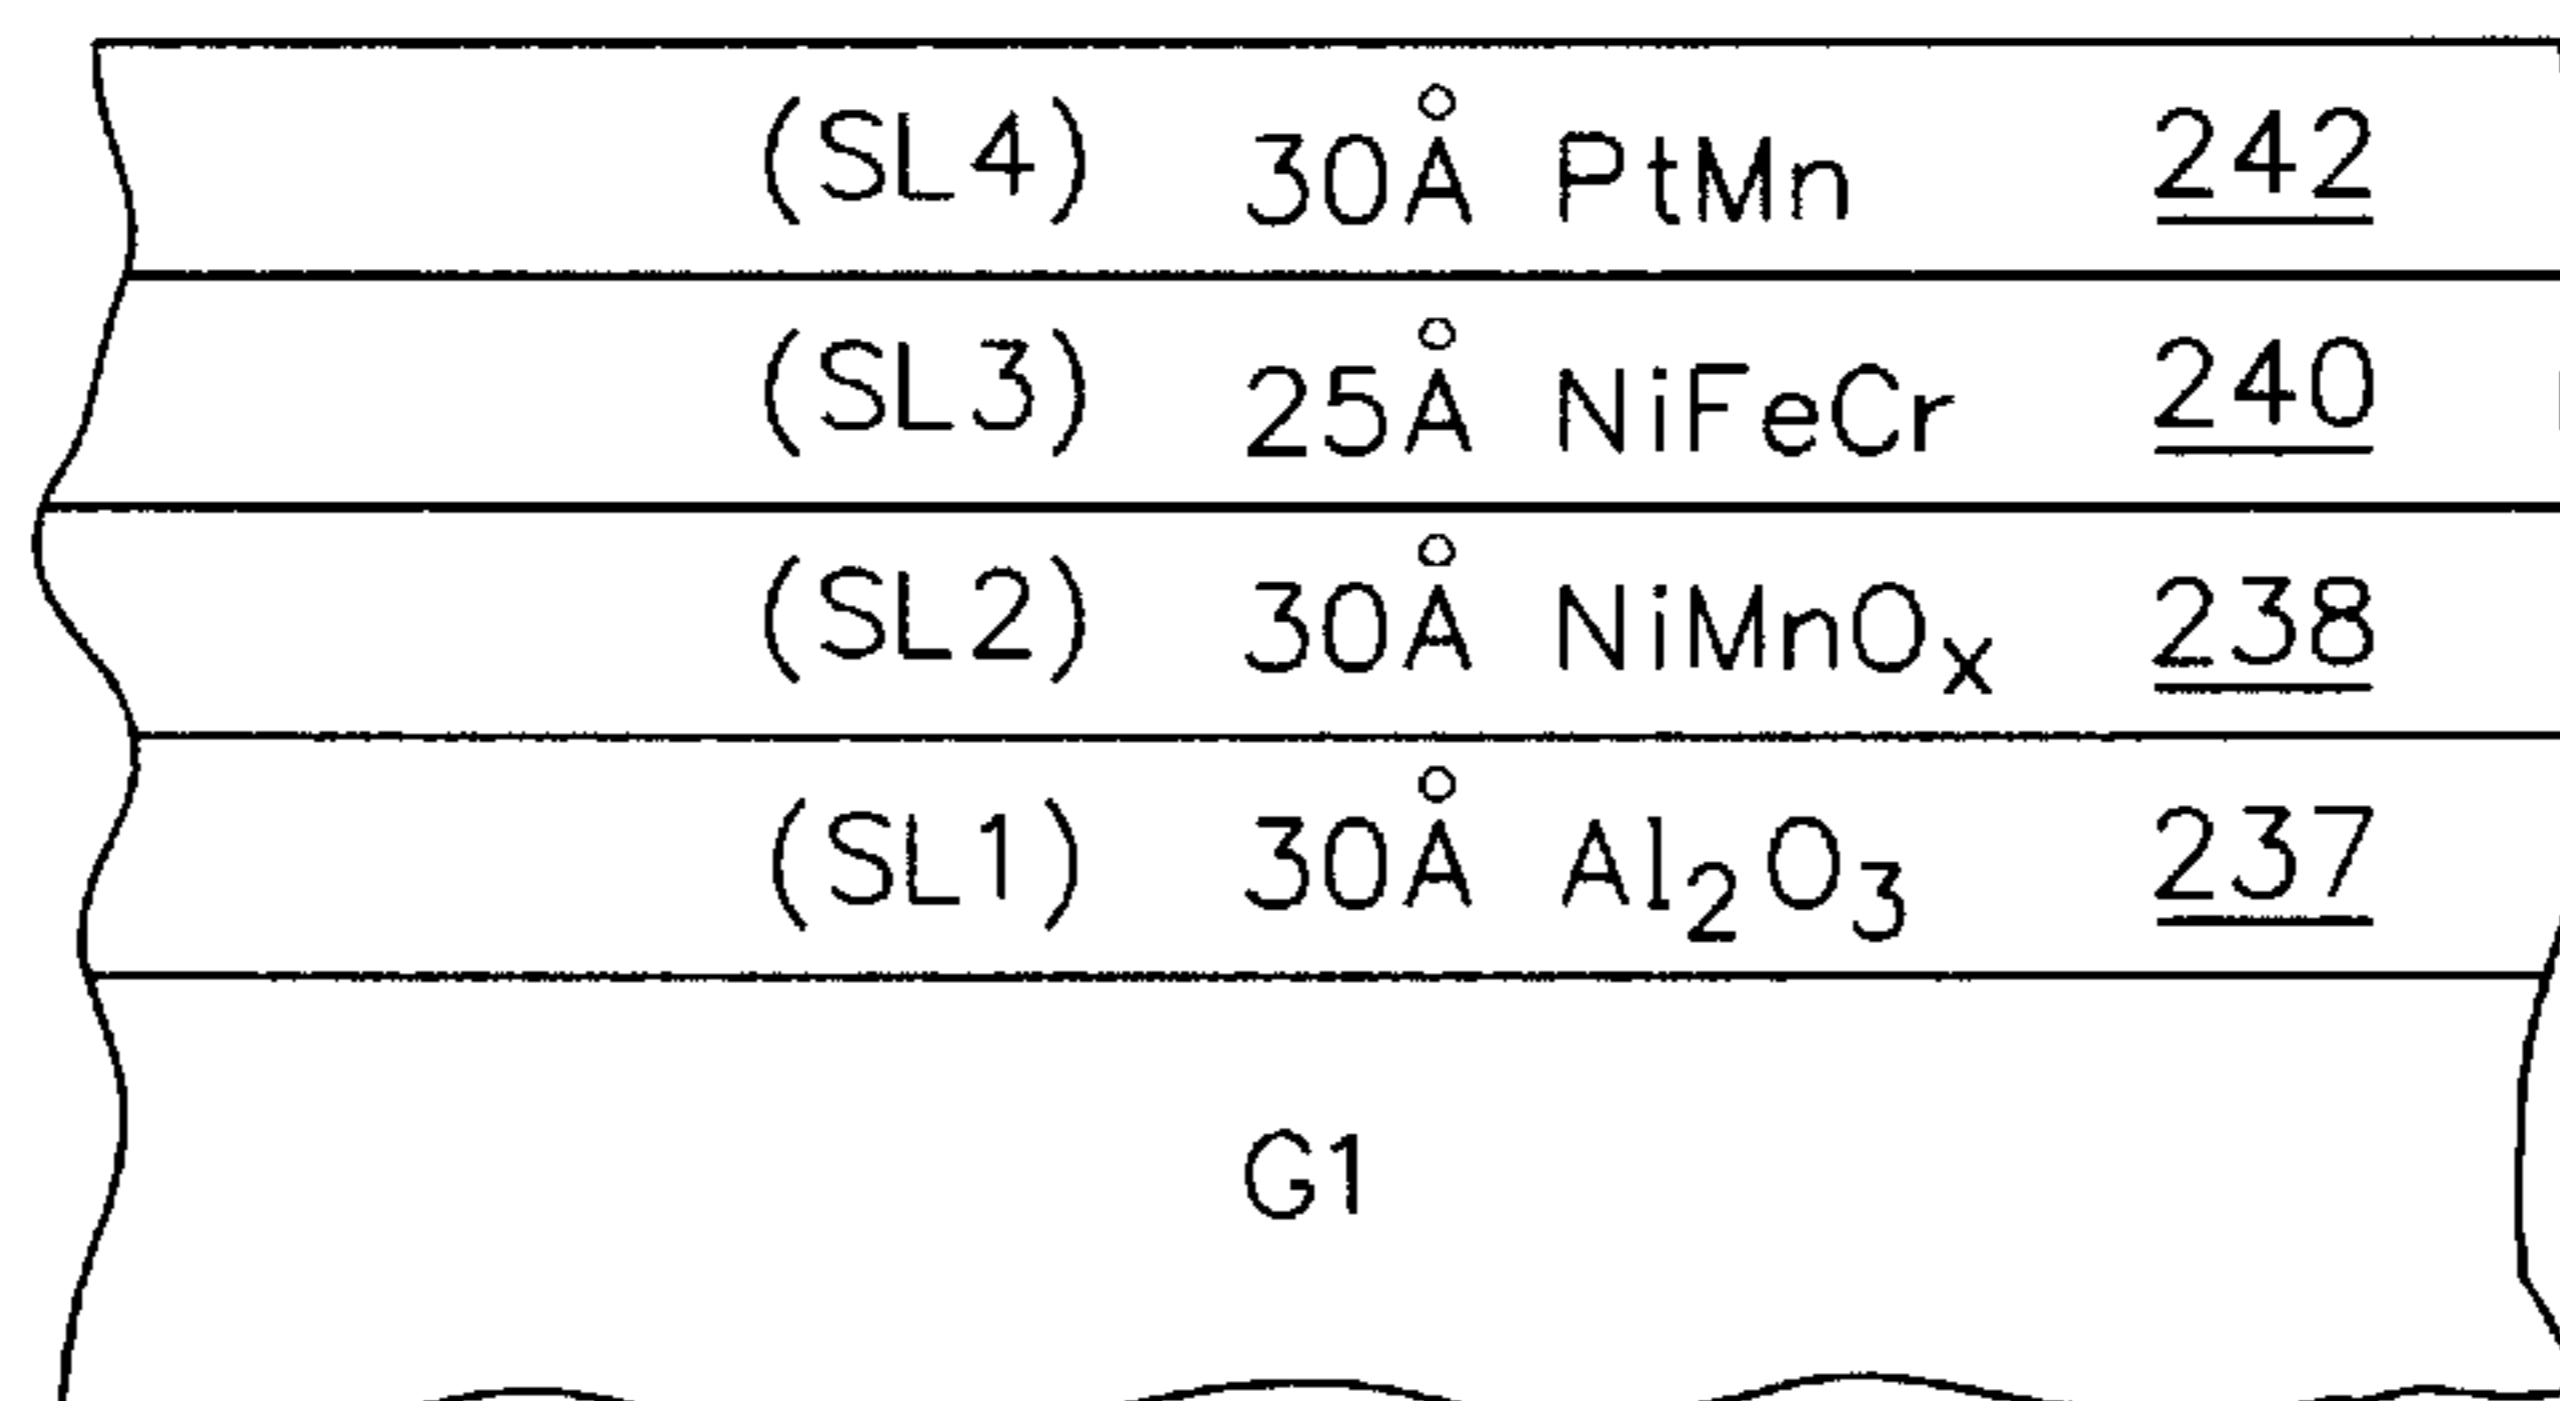 (SL4) 30Å PtMn 242
(SL3) 25Å NiFeCr 240
(SL2) 30Å NiMnOₓ 238
(SL1) 30Å Al₂O₃ 237
G1